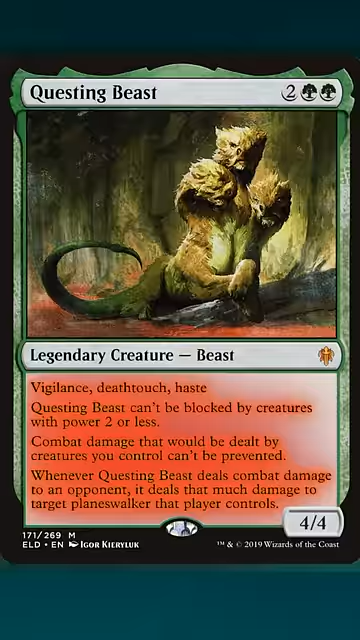 Questing Beast 2
Legendary Creature — Beast
Vigilance, deathtouch, haste
Questing Beast can't be blocked by creatures
with power 2 or less.
Combat damage that would be dealt by
creatures you control can't be prevented.
Whenever Questing Beast deals combat damage
to an opponent, it deals that much damage to
target planeswalker that player controls.
4/4
171/269 M
ELD • EN Igor Kieryluk
™ & © 2019 Wizards of the Coast